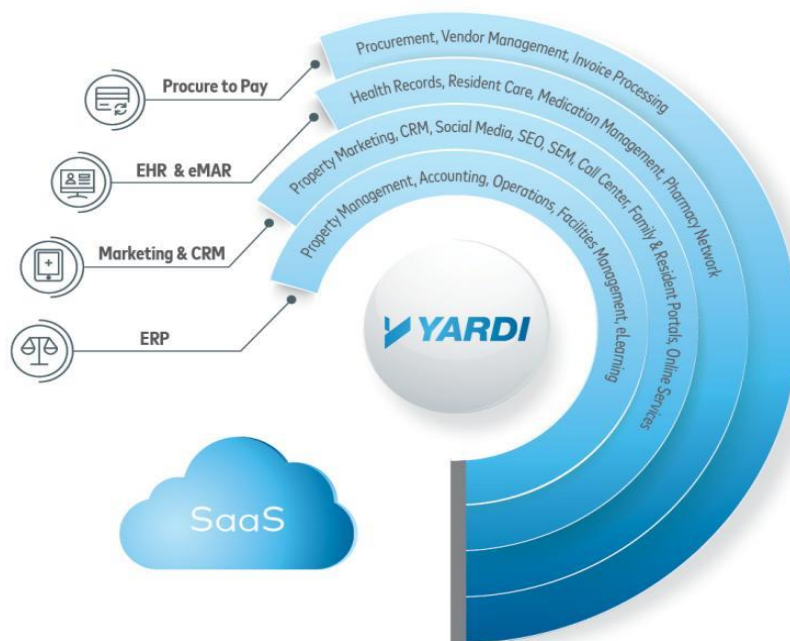 Procure to Pay
Procurement, Vendor Management, Invoice Processing
EHR & eMAR
Health Records, Resident Care, Medication Management, Pharmacy Network
Marketing & CRM
Property Marketing, CRM, Social Media, SEO, SEM, Call Center, Family & Resident Portals, Online Services
ERP
Property Management, Accounting, Operations, Facilities Management, eLearning
YARDI
SaaS